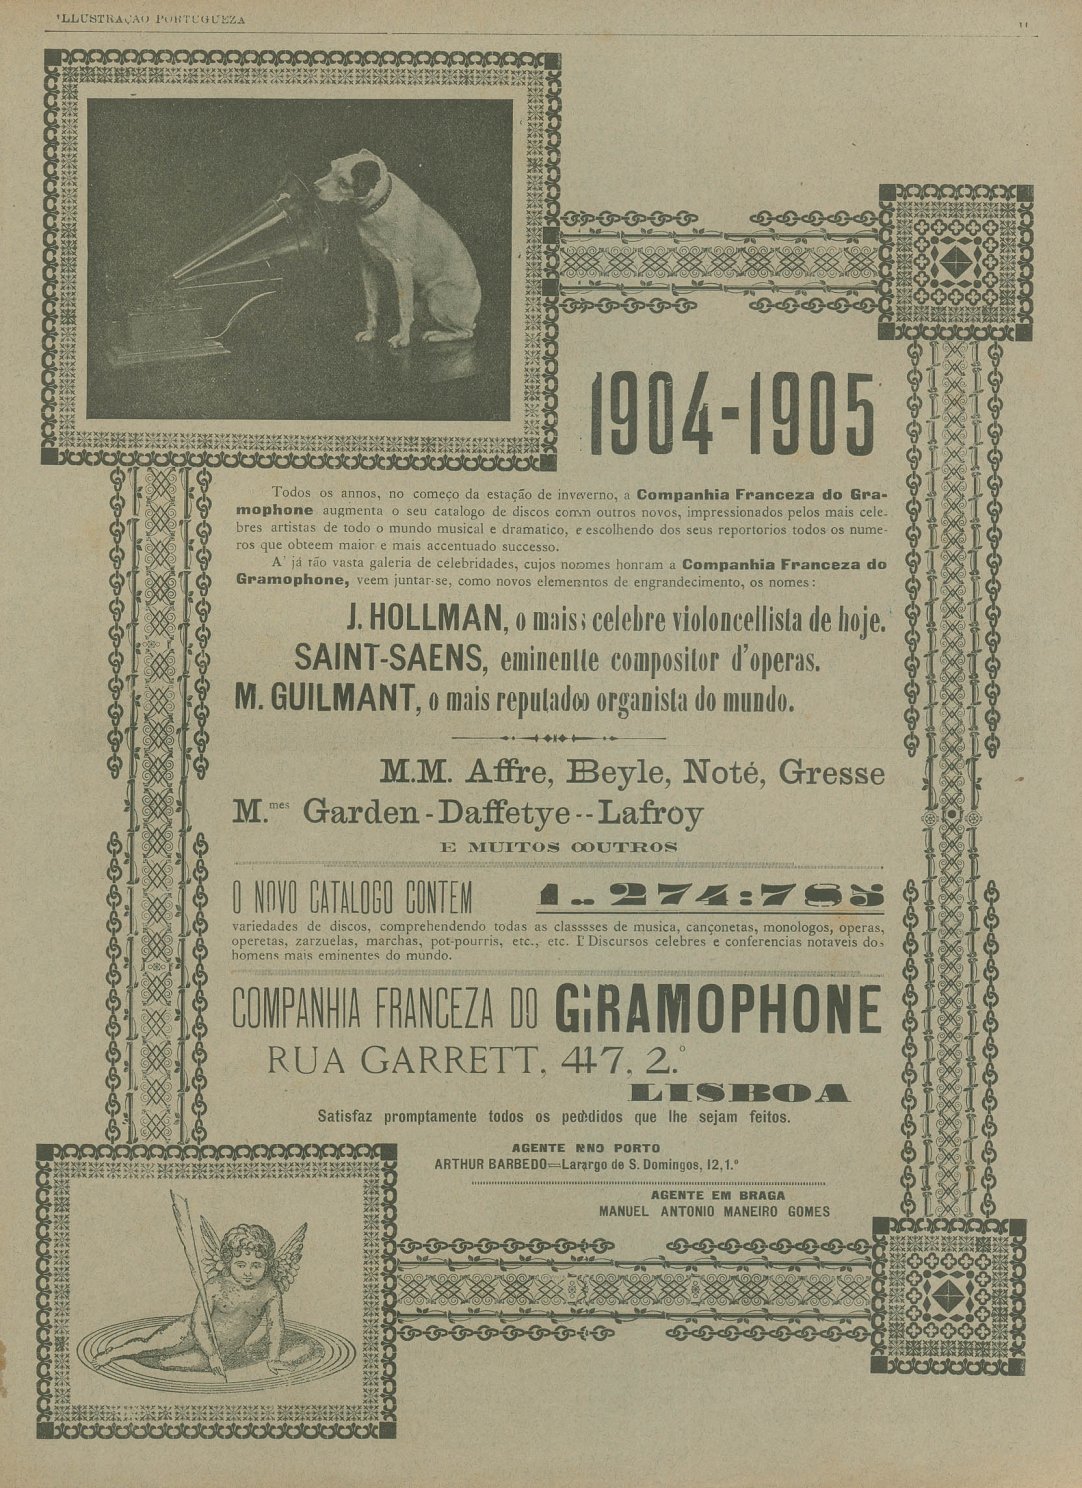 ILLUSTRAÇÃO PORTUGUEZA
11
1904-1905
Todos os annos, no começo da estação de inverno, a Companhia Franceza do Gra-
mophone augmenta o seu catalogo de discos com outros novos, impressionados pelos mais cele-
bres artistas de todo o mundo musical e dramatico, e escolhendo dos seus reportorios todos os nume-
ros que obteem maior e mais accentuado successo.
A' já tão vasta galeria de celebridades, cujos nomes honram a Companhia Franceza do
Gramophone, veem juntar-se, como novos elementos de engrandecimento, os nomes:
J. HOLLMAN, o mais celebre violoncellista de hoje.
SAINT-SAENS, eminente compositor d'operas.
M. GUILMANT, o mais reputado organista do mundo.
M.M. Affre, Beyle, Noté, Gresse
M.mes Garden-Daffetye--Lafroy
E MUITOS OUTROS
O NOVO CATALOGO CONTEM 1..274:785
variedades de discos, comprehendendo todas as classes de musica, cançonetas, monologos, operas,
operetas, zarzuelas, marchas, pot-pourris, etc., etc. E Discursos celebres e conferencias notaveis dos
homens mais eminentes do mundo.
COMPANHIA FRANCEZA DO GRAMOPHONE
RUA GARRETT, 47, 2.º
LISBOA
Satisfaz promptamente todos os pedidos que lhe sejam feitos.
AGENTE NO PORTO
ARTHUR BARBEDO=Largo de S. Domingos, 12, 1.º
AGENTE EM BRAGA
MANUEL ANTONIO MANEIRO GOMES